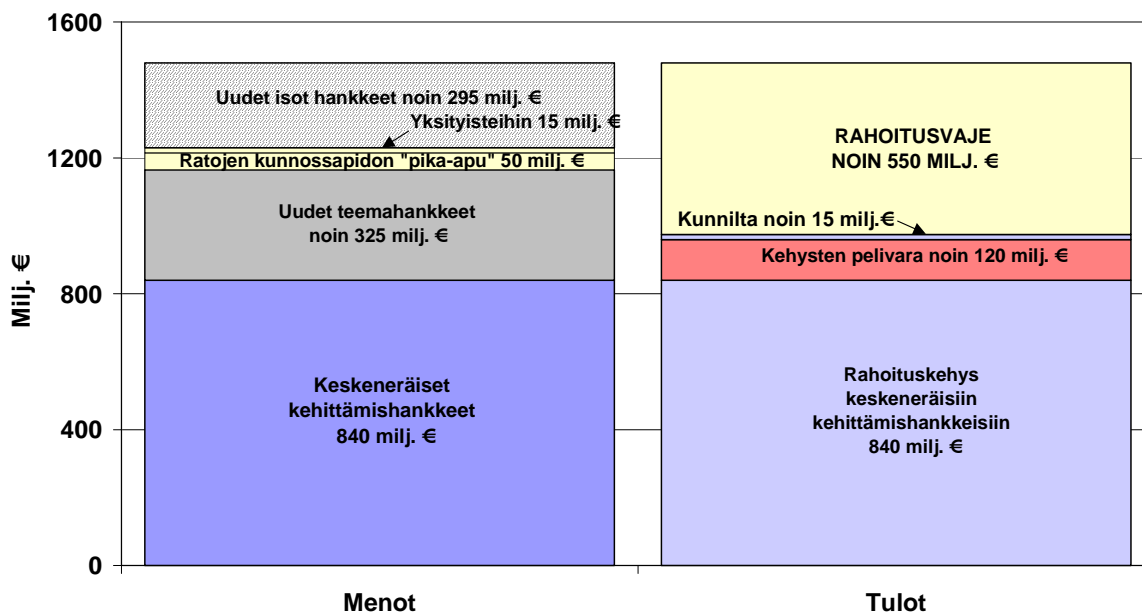 1600
1200
800
400
0
Milj. €
Uudet isot hankkeet noin 295 milj. €
Yksityisteihin 15 milj. €
Ratojen kunnossapidon "pika-apu" 50 milj. €
Uudet teemahankkeet
noin 325 milj. €
Keskeneräiset
kehittämishankkeet
840 milj. €
RAHOITUSVAJE
NOIN 550 MILJ. €
Kunnilta noin 15 milj.€
Kehysten pelivara noin 120 milj. €
Rahoituskehys
keskeneräisiin
kehittämishankkeisiin
840 milj. €
Menot
Tulot